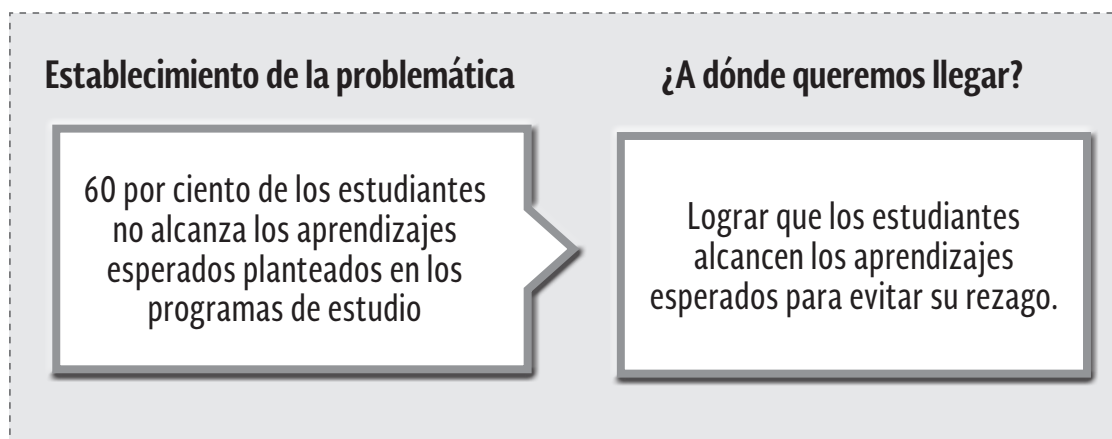 Establecimiento de la problemática
60 por ciento de los estudiantes
no alcanza los aprendizajes
esperados planteados en los
programas de estudio
¿A dónde queremos llegar?
Lograr que los estudiantes
alcancen los aprendizajes
esperados para evitar su rezago.